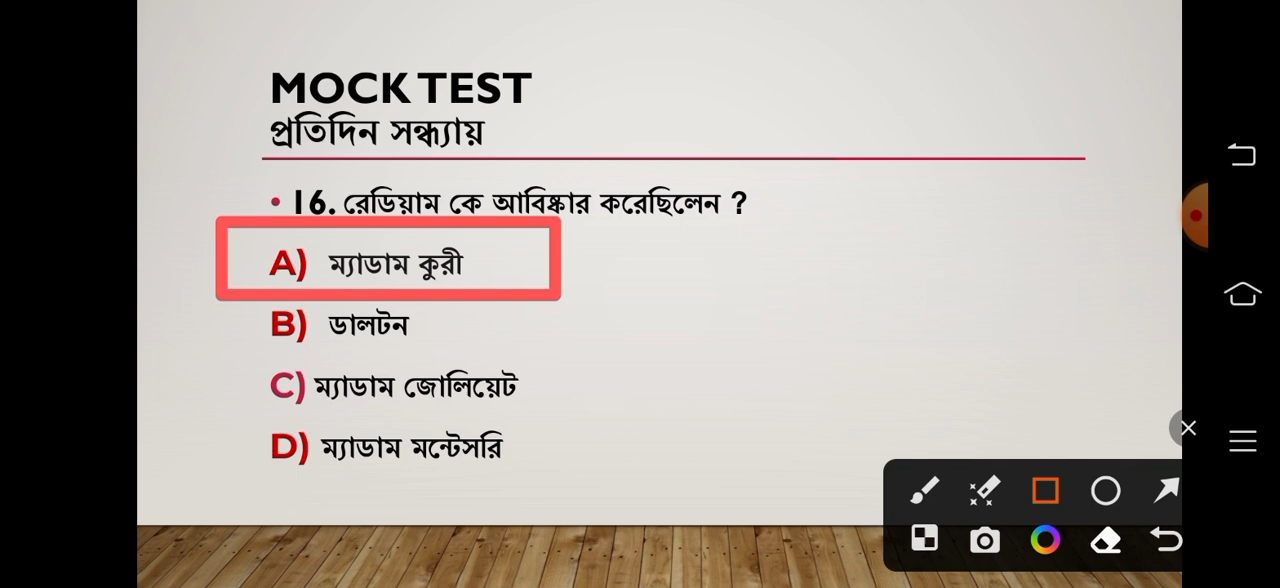 MOCK TEST
প্রতিদিন সন্ধ্যায়
• 16. রেডিয়াম কে আবিষ্কার করেছিলেন ?
A) ম্যাডাম কুরী
B) ডালটন
C) ম্যাডাম জোলিয়েট
D) ম্যাডাম মন্টেসরি